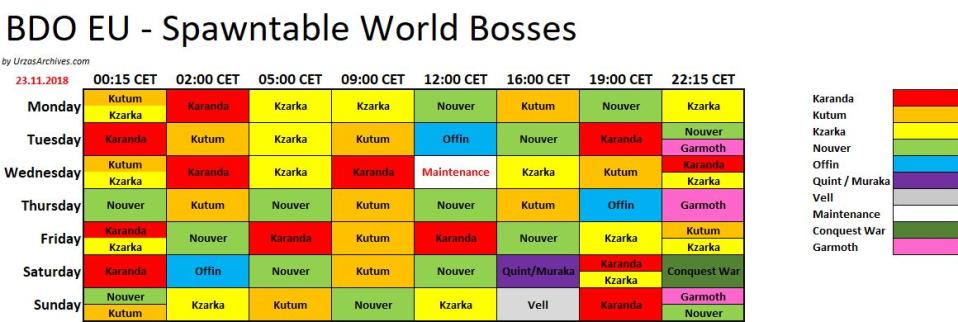 BDO EU - Spawntable World Bosses
by UrzasArchives.com
23.11.2018 00:15 CET 02:00 CET 05:00 CET 09:00 CET 12:00 CET 16:00 CET 19:00 CET 22:15 CET
Monday Kutum Kzarka Karanda Kzarka Kzarka Nouver Kutum Nouver Kzarka
Tuesday Karanda Kutum Kzarka Kutum Offin Nouver Karanda Nouver Garmoth
Wednesday Kutum Kzarka Karanda Kzarka Karanda Maintenance Kzarka Kutum Karanda Kzarka
Thursday Nouver Kutum Nouver Kutum Nouver Kutum Offin Garmoth
Friday Karanda Kzarka Nouver Karanda Kutum Karanda Nouver Kzarka Kutum Kzarka
Saturday Karanda Offin Nouver Kutum Nouver Quint/Muraka Karanda Kzarka Conquest War
Sunday Nouver Kutum Kzarka Kutum Nouver Kzarka Vell Karanda Garmoth Nouver
Karanda
Kutum
Kzarka
Nouver
Offin
Quint / Muraka
Vell
Maintenance
Conquest War
Garmoth